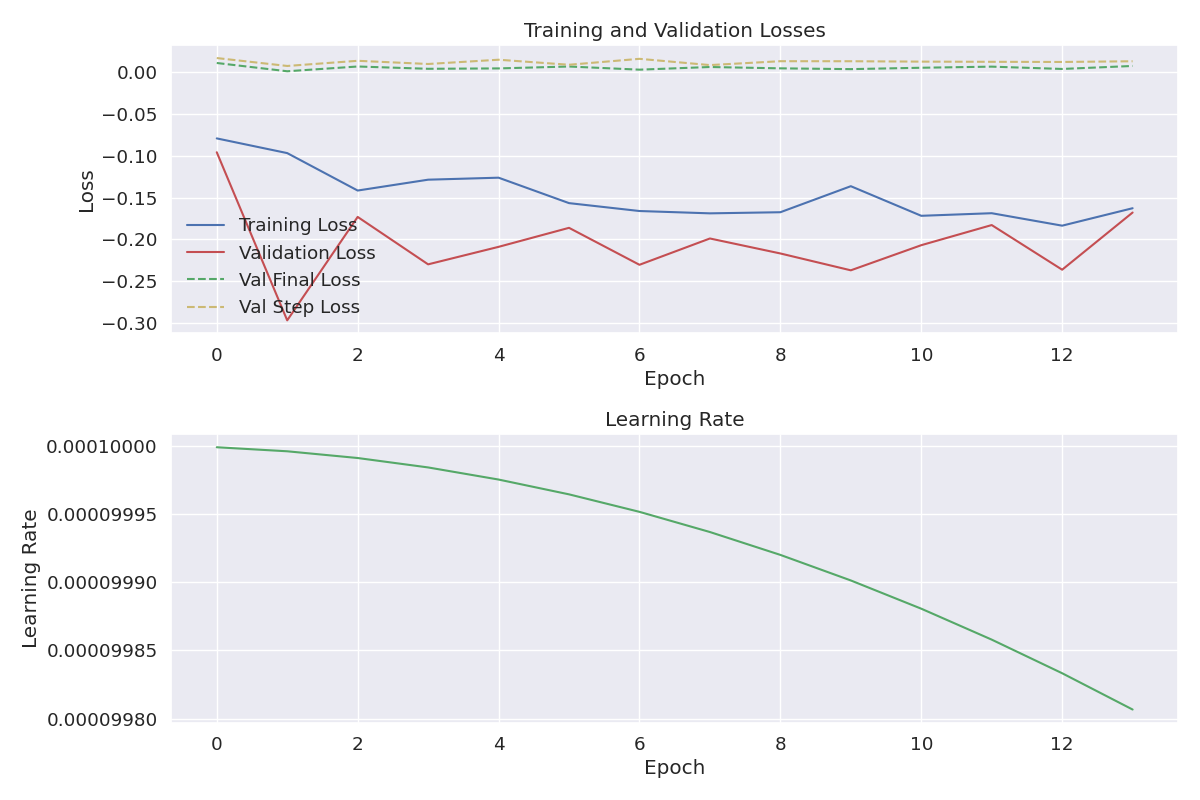 Training and Validation Losses
0.00
−0.05
−0.10
−0.15
−0.20
−0.25
−0.30
Loss
Training Loss
Validation Loss
Val Final Loss
Val Step Loss
0 2 4 6 8 10 12
Epoch
Learning Rate
0.00010000
0.00009995
0.00009990
0.00009985
0.00009980
Learning Rate
0 2 4 6 8 10 12
Epoch